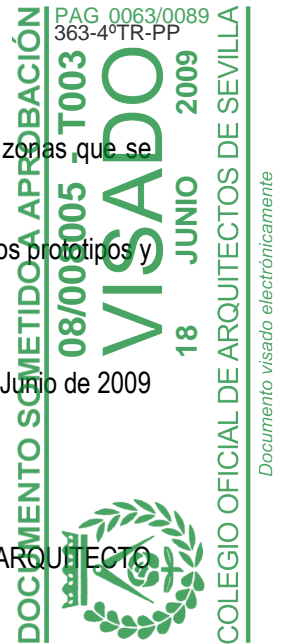 PAG 0063/0089
363-4ºTR-PP
zonas que se
os prototipos y
Junio de 2009
ARQUITECTO
DOCUMENTO SOMETIDO A APROBACIÓN
08/006005 - T003
VISADO
18 JUNIO 2009
COLEGIO OFICIAL DE ARQUITECTOS DE SEVILLA
Documento visado electrónicamente